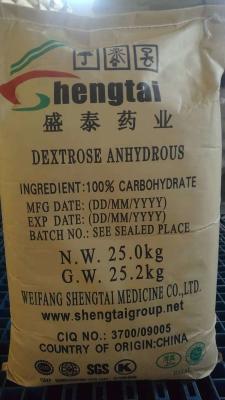 Shengtai
盛泰药业
DEXTROSE ANHYDROUS
INGREDIENT:100% CARBOHYDRATE
MFG DATE: (DD/MM/YYYY)
EXP DATE: (DD/MM/YYYY)
BATCH NO.: SEE SEALED PLACE
N.W. 25.0kg
G.W. 25.2kg
WEIFANG SHENGTAI MEDICINE CO.,LTD.
www.shengtaigroup.net
CIQ NO.: 3700/09005
COUNTRY OF ORIGIN:CHINA
SGS